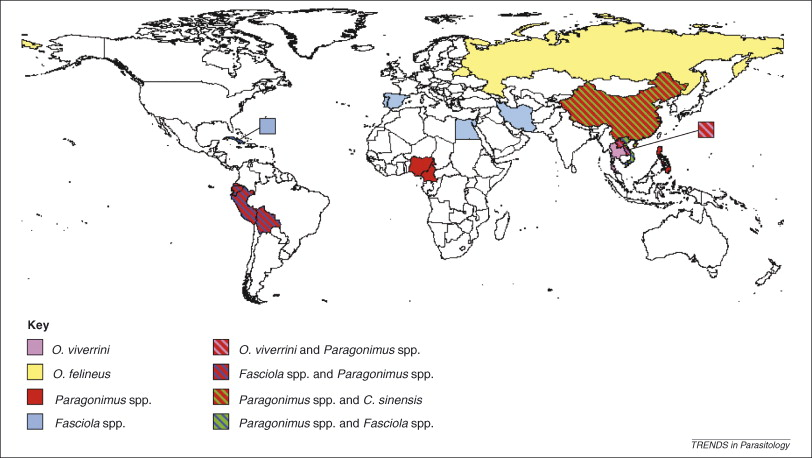 Key
O. viverrini
O. felineus
Paragonimus spp.
Fasciola spp.
O. viverrini and Paragonimus spp.
Fasciola spp. and Paragonimus spp.
Paragonimus spp. and C. sinensis
Paragonimus spp. and Fasciola spp.
TRENDS in Parasitology